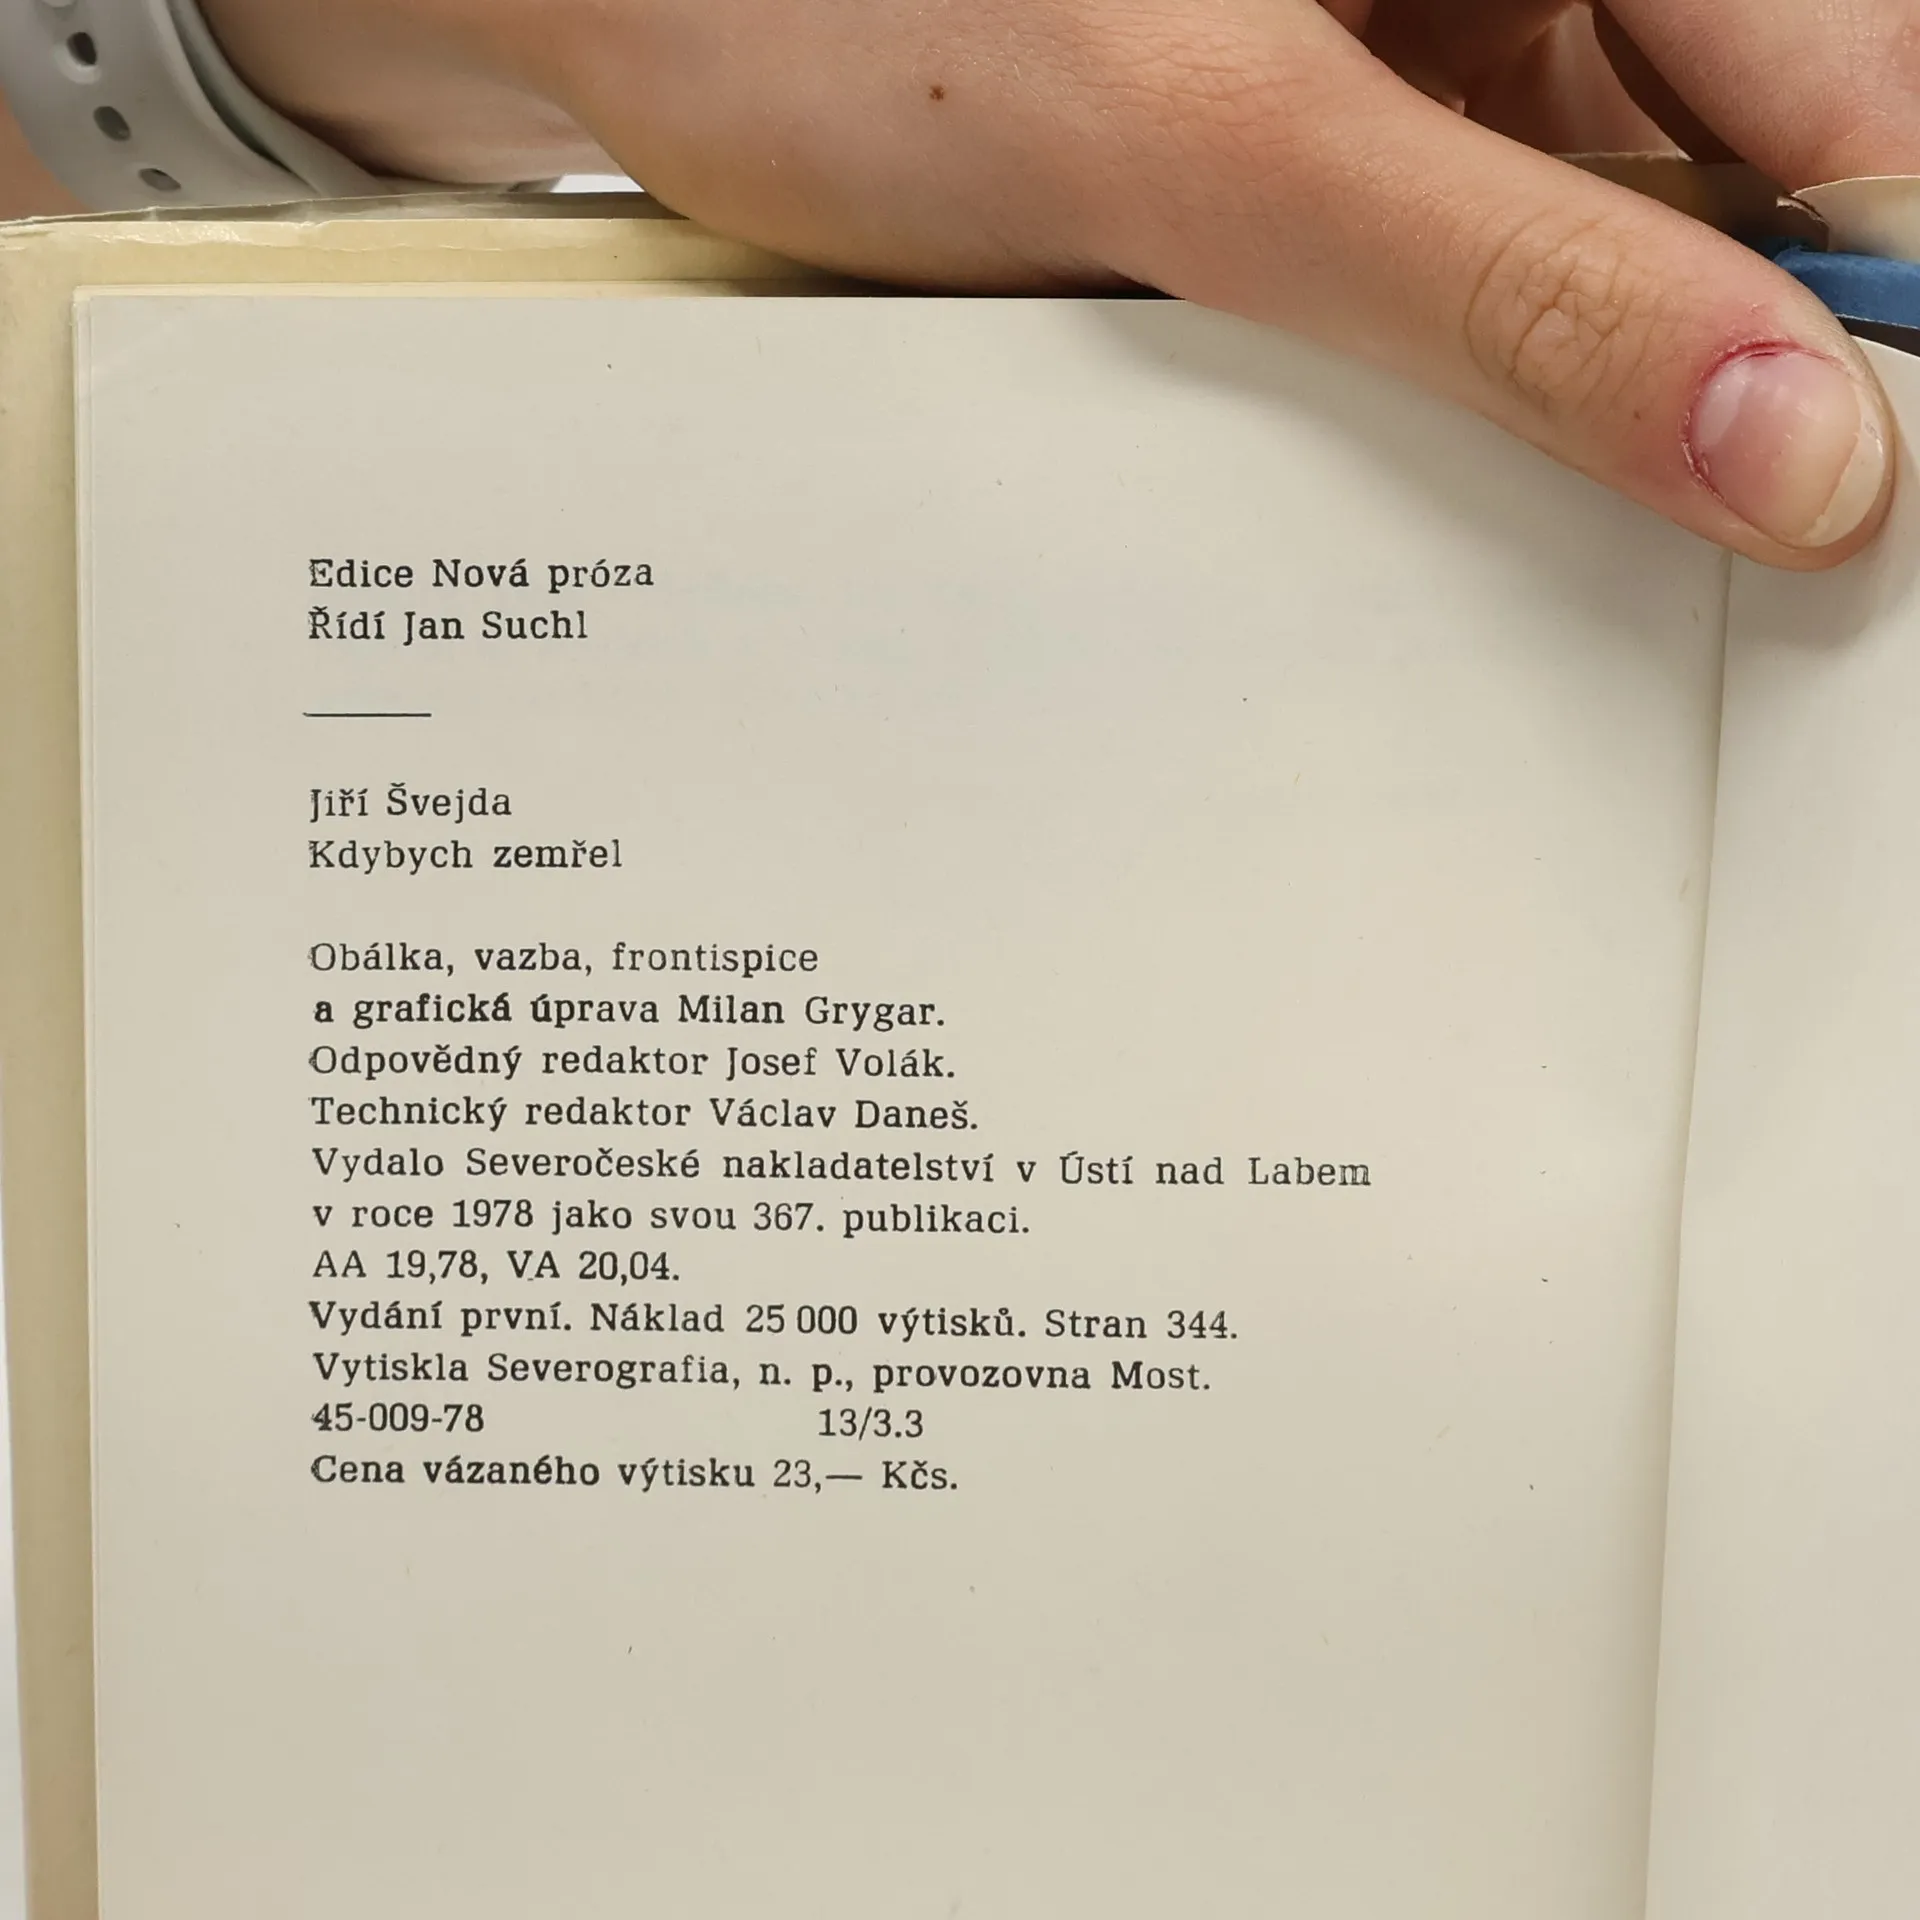 Edice Nová próza
Řídí Jan Suchl
Jiří Švejda
Kdybych zemřel
Obálka, vazba, frontispice
a grafická úprava Milan Grygar.
Odpovědný redaktor Josef Volák.
Technický redaktor Václav Daneš.
Vydalo Severočeské nakladatelství v Ústí nad Labem
v roce 1978 jako svou 367. publikaci.
AA 19,78, VA 20,04.
Vydání první. Náklad 25 000 výtisků. Stran 344.
Vytiskla Severografia, n. p., provozovna Most.
45-009-78 13/3.3
Cena vázaného výtisku 23,— Kčs.